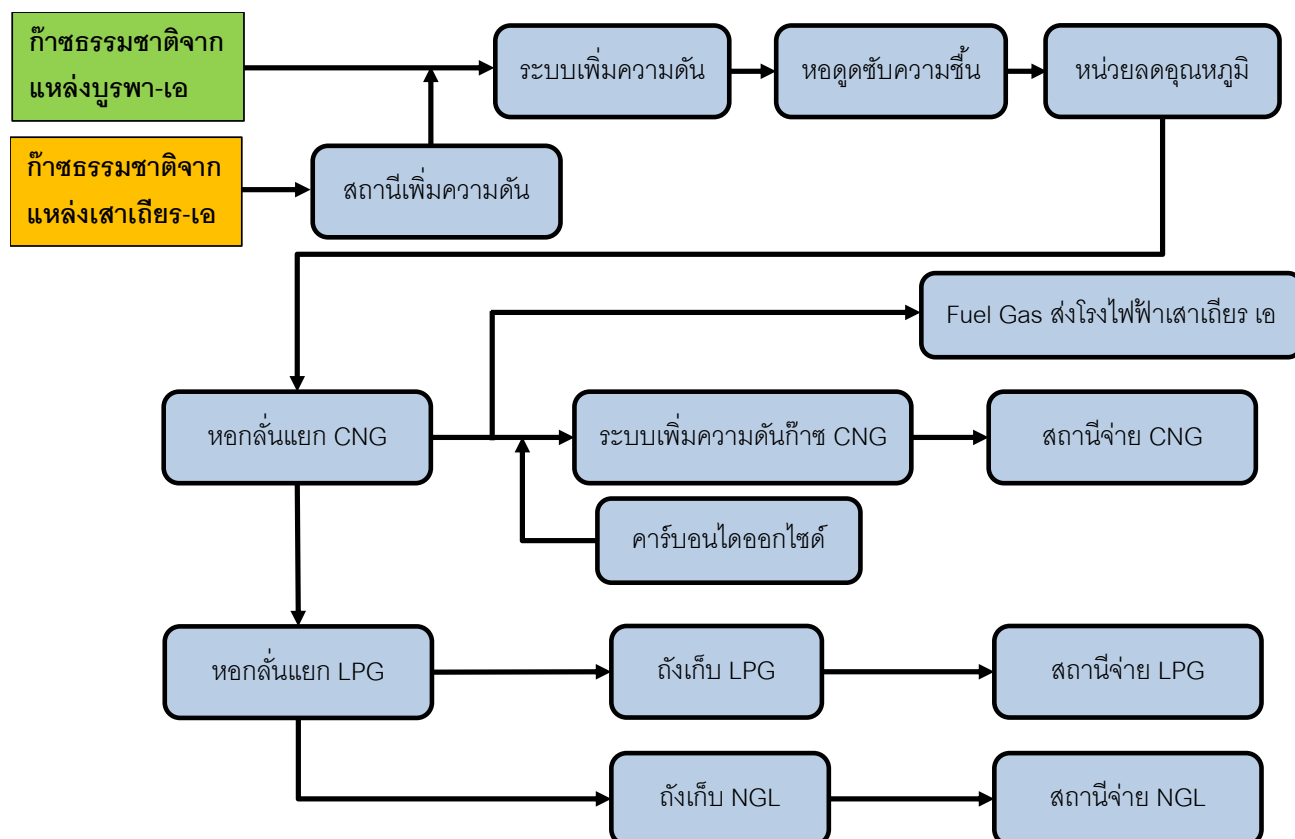 ก๊าซธรรมชาติจาก
แหล่งบูรพา-เอ
ระบบเพิ่มความดัน
หอดูดซับความชื้น
หน่วยลดอุณหภูมิ
ก๊าซธรรมชาติจาก
แหล่งเสาเถียร-เอ
สถานีเพิ่มความดัน
Fuel Gas ส่งโรงไฟฟ้าเสาเถียร เอ
หอกลั่นแยก CNG
ระบบเพิ่มความดันก๊าซ CNG
สถานีจ่าย CNG
คาร์บอนไดออกไซด์
หอกลั่นแยก LPG
ถังเก็บ LPG
สถานีจ่าย LPG
ถังเก็บ NGL
สถานีจ่าย NGL